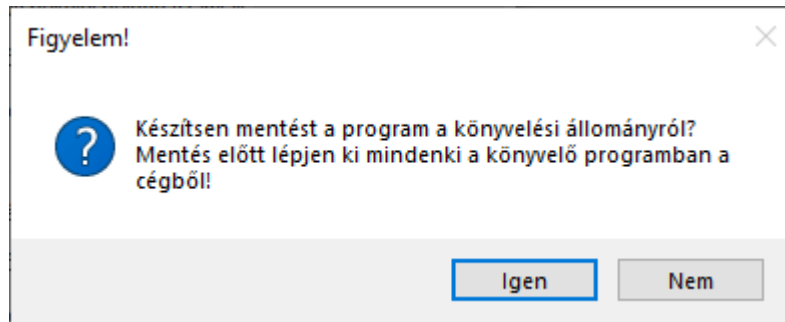 Figyelem!
Készítsen mentést a program a könyvelési állományról?
Mentés előtt lépjen ki mindenki a könyvelő programban a
cégből!
Igen
Nem